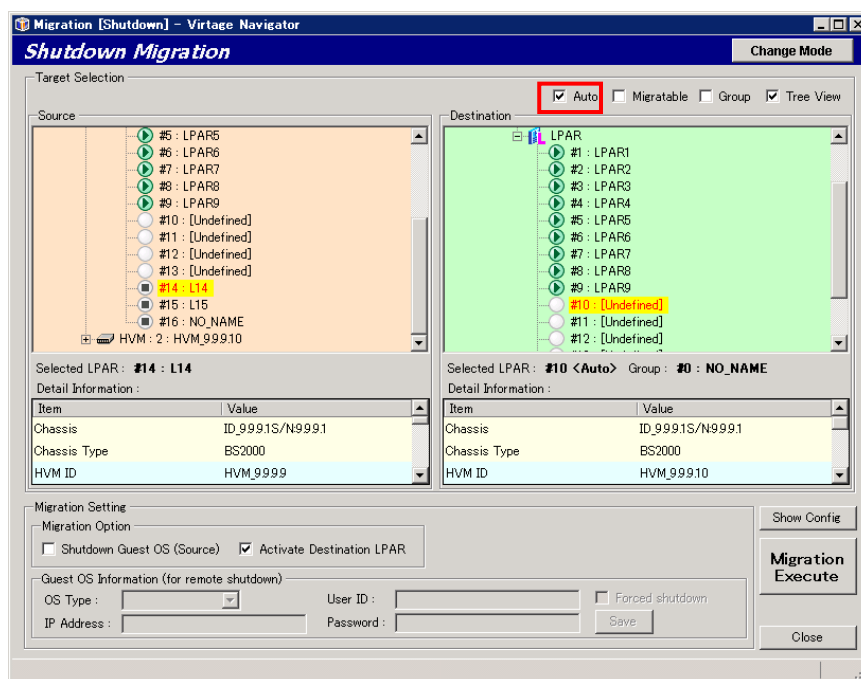 Migration [Shutdown] - Virtage Navigator
Shutdown Migration
Change Mode
Target Selection
Auto Migratable Group Tree View
Source
#5 : LPAR5
#6 : LPAR6
#7 : LPAR7
#8 : LPAR8
#9 : LPAR9
#10 : [Undefined]
#11 : [Undefined]
#12 : [Undefined]
#13 : [Undefined]
#14 : L14
#15 : L15
#16 : NO_NAME
HVM : 2 : HVM_9.9.9.10
Selected LPAR : #14 : L14
Detail Information :
Item Value
Chassis ID_9.9.9.1S/N:9.9.9.1
Chassis Type BS2000
HVM ID HVM_9.9.9.9
Destination
LPAR
#1 : LPAR1
#2 : LPAR2
#3 : LPAR3
#4 : LPAR4
#5 : LPAR5
#6 : LPAR6
#7 : LPAR7
#8 : LPAR8
#9 : LPAR9
#10 : [Undefined]
#11 : [Undefined]
#12 : [Undefined]
Selected LPAR : #10 <Auto> Group : #0 : NO_NAME
Detail Information :
Item Value
Chassis ID_9.9.9.1S/N:9.9.9.1
Chassis Type BS2000
HVM ID HVM_9.9.9.10
Migration Setting
Migration Option
Shutdown Guest OS (Source) Activate Destination LPAR
Guest OS Information (for remote shutdown)
OS Type : User ID : Forced shutdown
IP Address : Password : Save
Show Config
Migration
Execute
Close